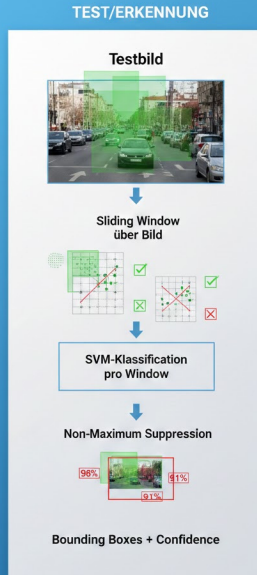 TEST/ERKENNUNG
Testbild
Sliding Window
über Bild
SVM-Klassification
pro Window
Non-Maximum Suppression
96%
91%
91%
Bounding Boxes + Confidence